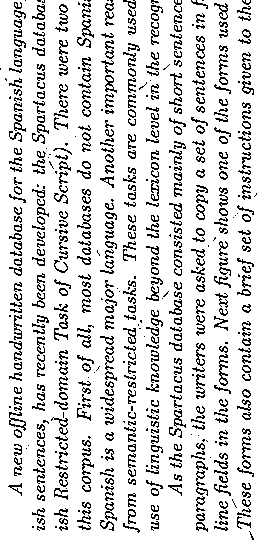 A new offline handwritten database for the Spanish language
ish sentences, has recently been developed: the Spartacus databas
ish Restricted-domain Task of Cursive Script). There were two
this corpus. First of all, most databases do not contain Spani
Spanish is a widespread major language. Another important rea
from semantic-restricted tasks. These tasks are commonly used
use of linguistic knowledge beyond the lexicon level in the recogn
As the Spartacus database consisted mainly of short sentence
paragraphs, the writers were asked to copy a set of sentences in f
line fields in the forms. Next figure shows one of the forms used
These forms also contain a brief set of instructions given to the